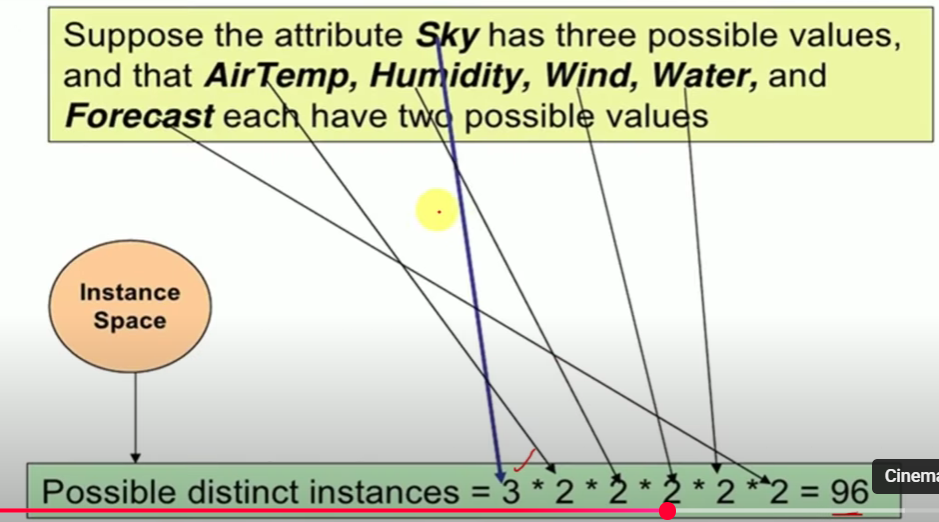 Suppose the attribute Sky has three possible values,
and that AirTemp, Humidity, Wind, Water, and
Forecast each have two possible values
Instance
Space
Possible distinct instances = 3 * 2 * 2 * 2 * 2 * 2 = 96
Cinema